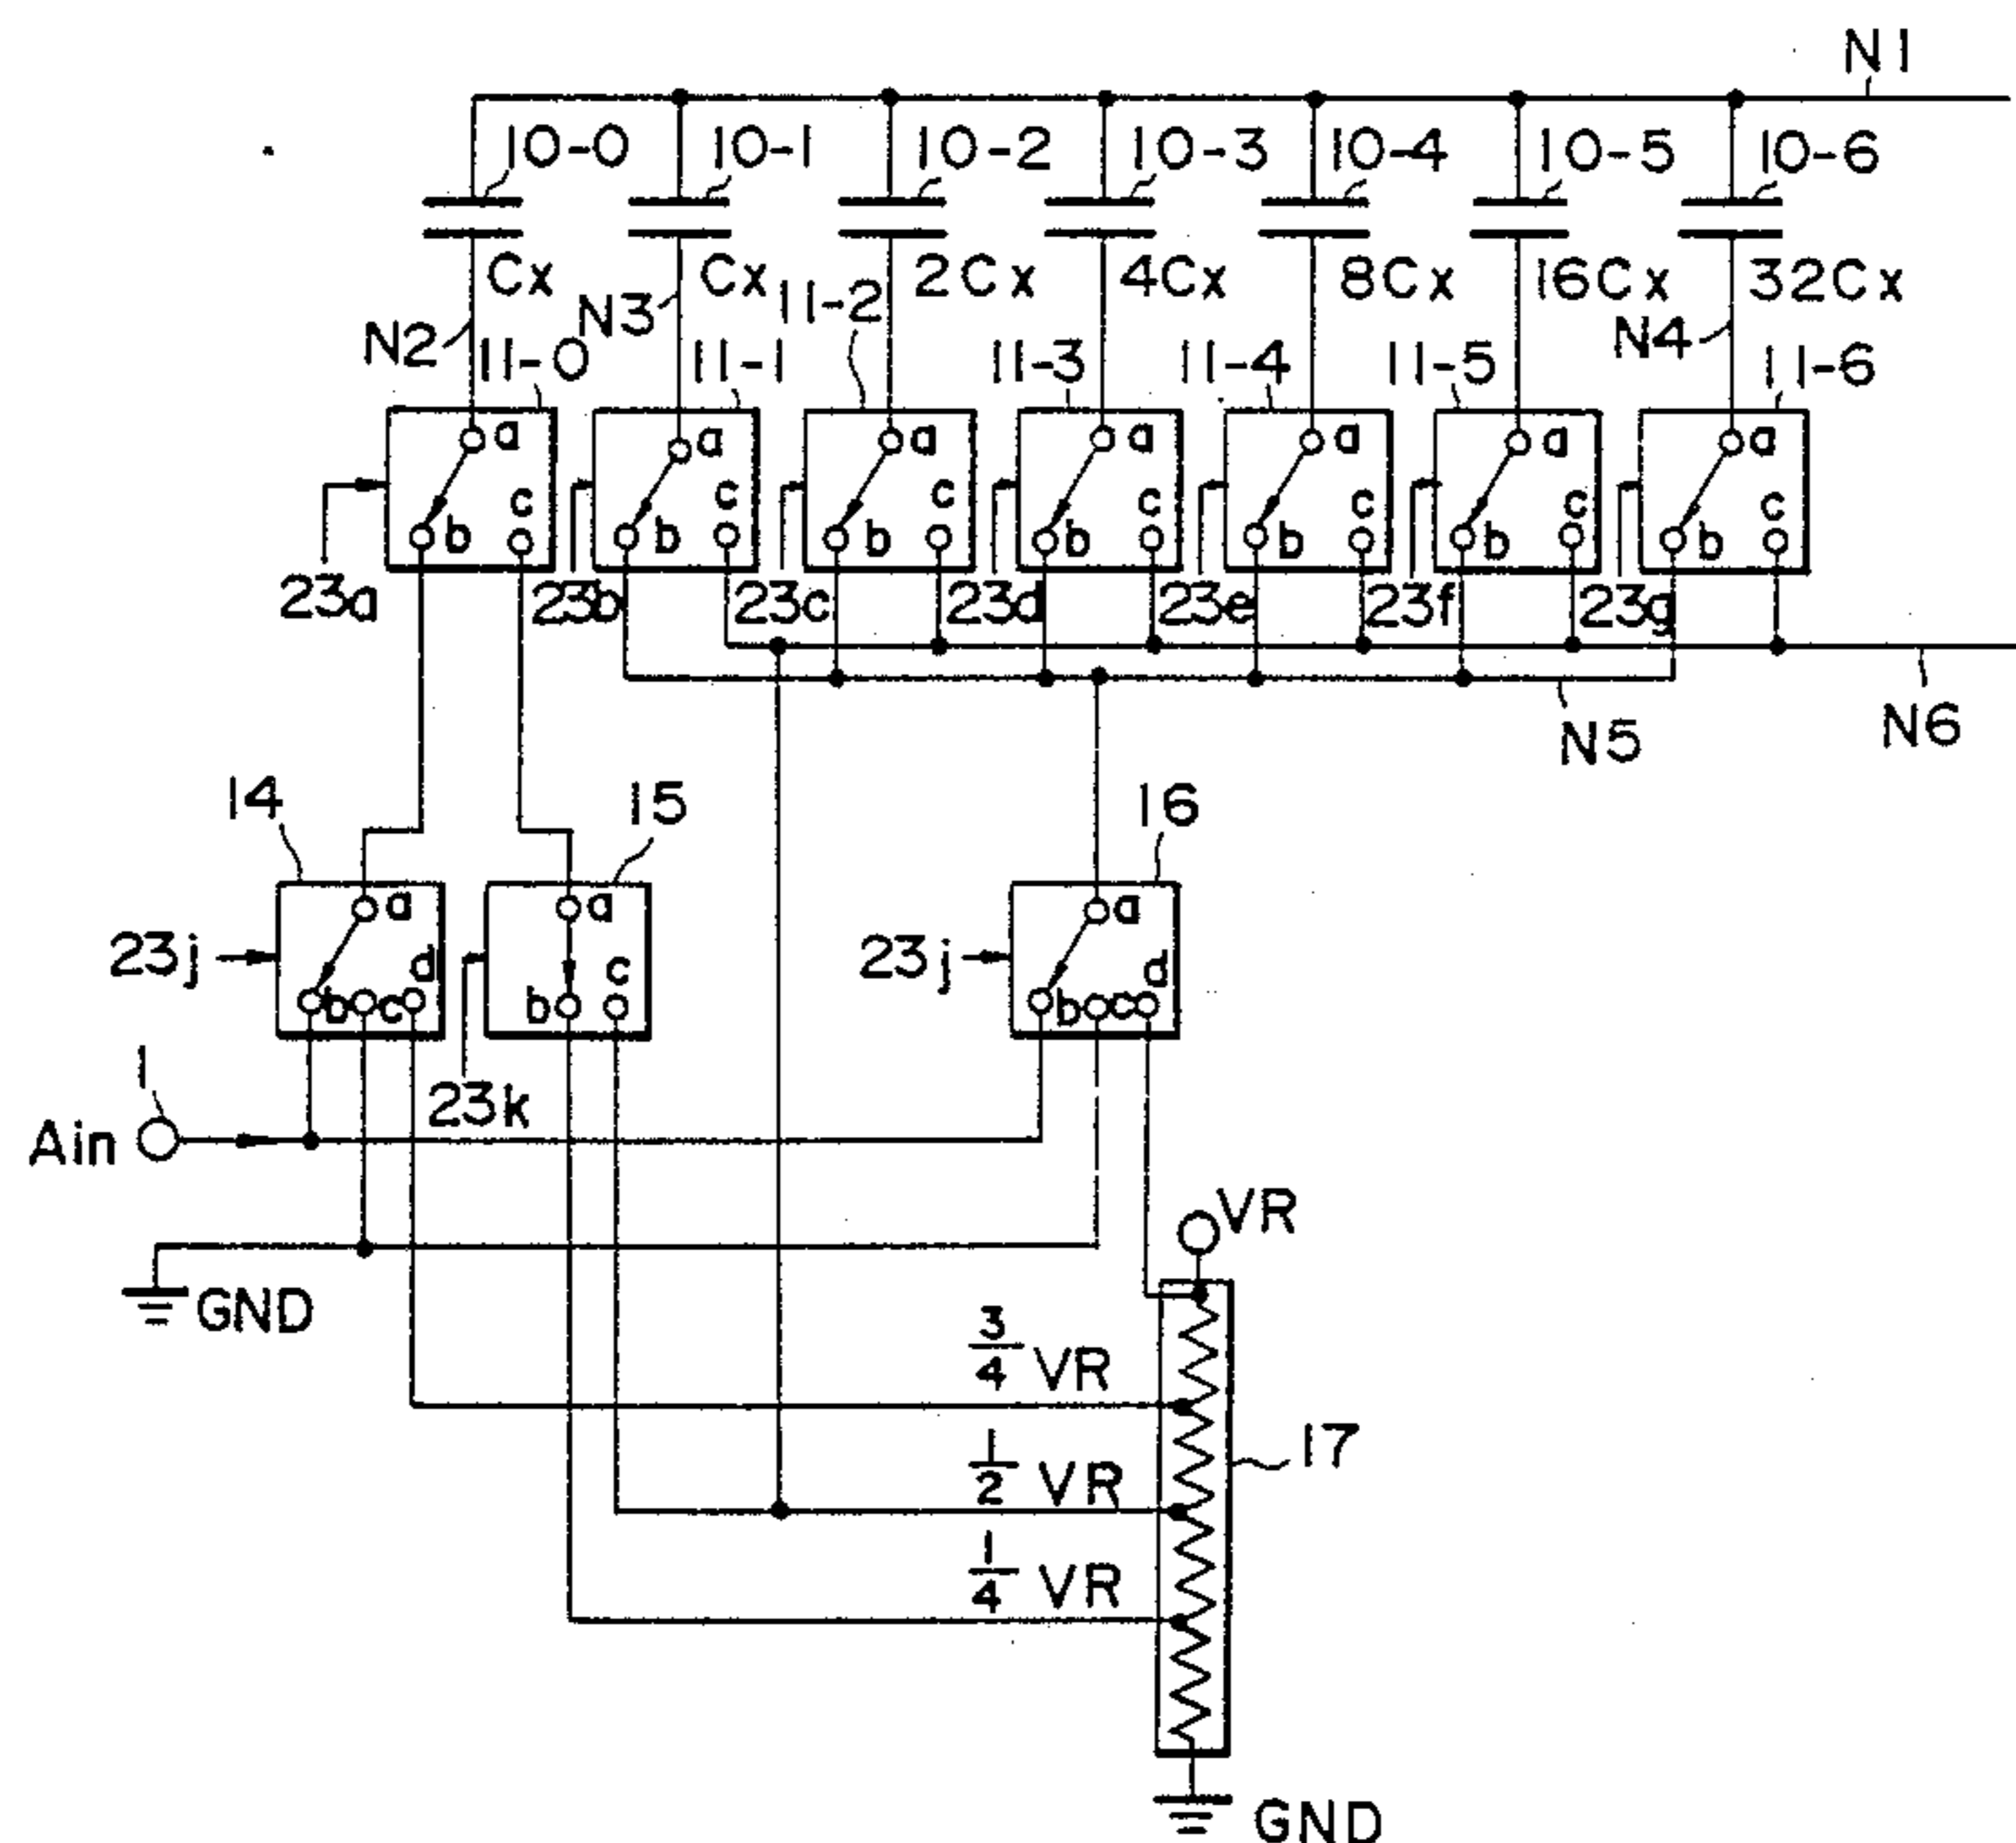 N1
10-0 10-1 10-2 10-3 10-4 10-5 10-6
Cx Cx 2Cx 4Cx 8Cx 16Cx 32Cx
N2 N3 11-2 N4
11-0 11-1 11-3 11-4 11-5 11-6
a a a a a a a
c c c c c c c
b b b b b b b
23a 23b 23c 23d 23e 23f 23g
N5 N6
14 15 16
a a a
23j d c 23j d
b c b b c
1
23k
Ain
VR
GND
3/4 VR
17
1/2 VR
1/4 VR
GND